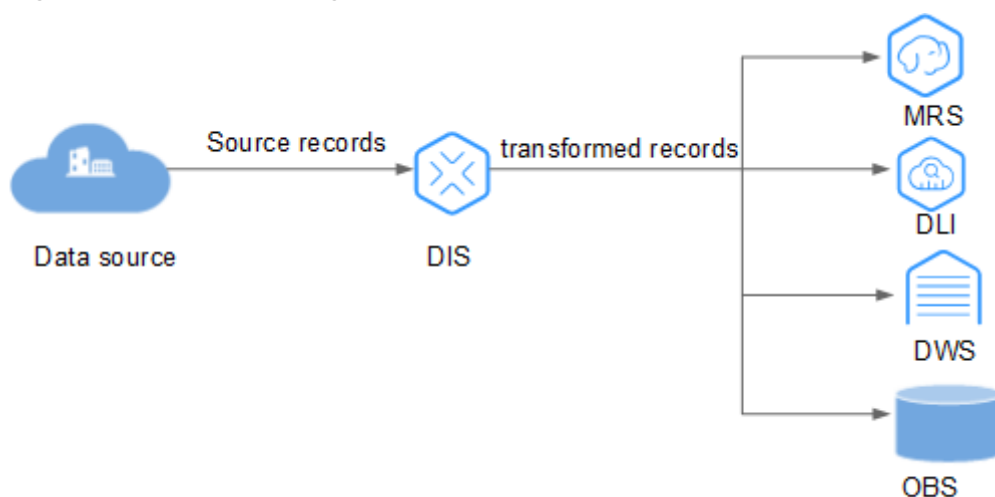 MRS
Source records
transformed records
Data source
DIS
DLI
DWS
OBS